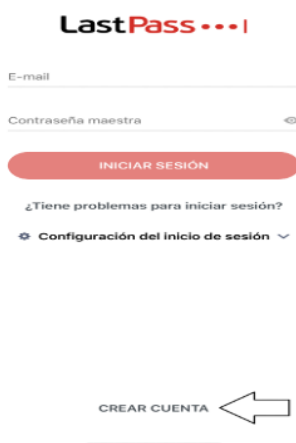 LastPass
E-mail
Contraseña maestra
INICIAR SESIÓN
¿Tiene problemas para iniciar sesión?
Configuración del inicio de sesión
CREAR CUENTA